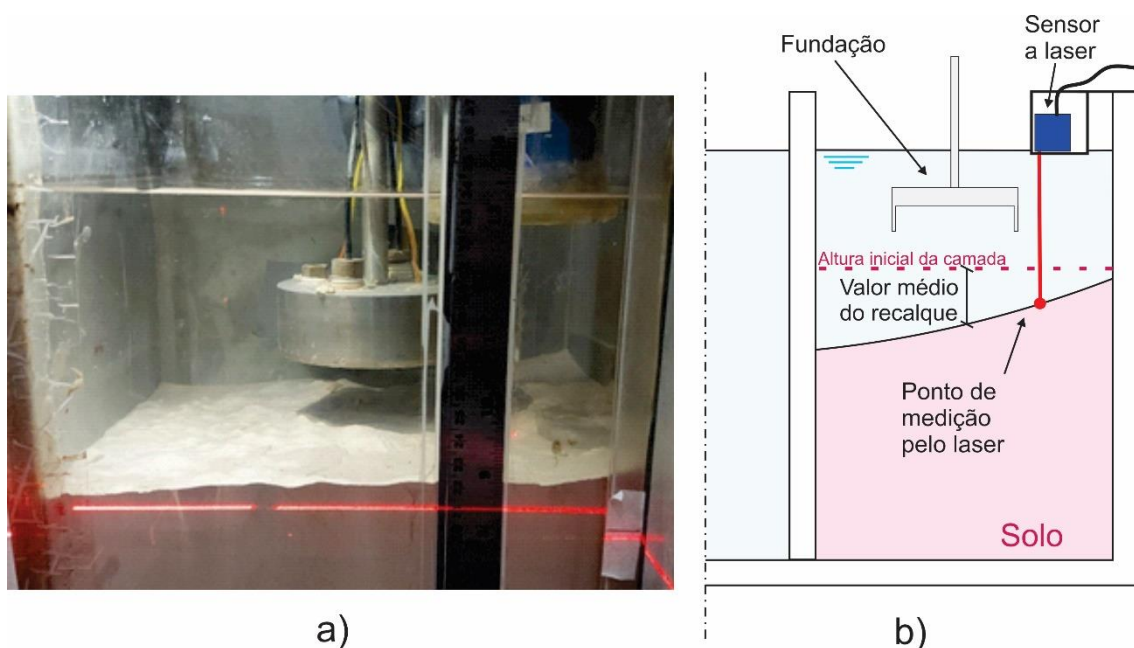 Fundação
Sensor
a laser
Altura inicial da camada
Valor médio
do recalque
Ponto de
medição
pelo laser
Solo
a)
b)